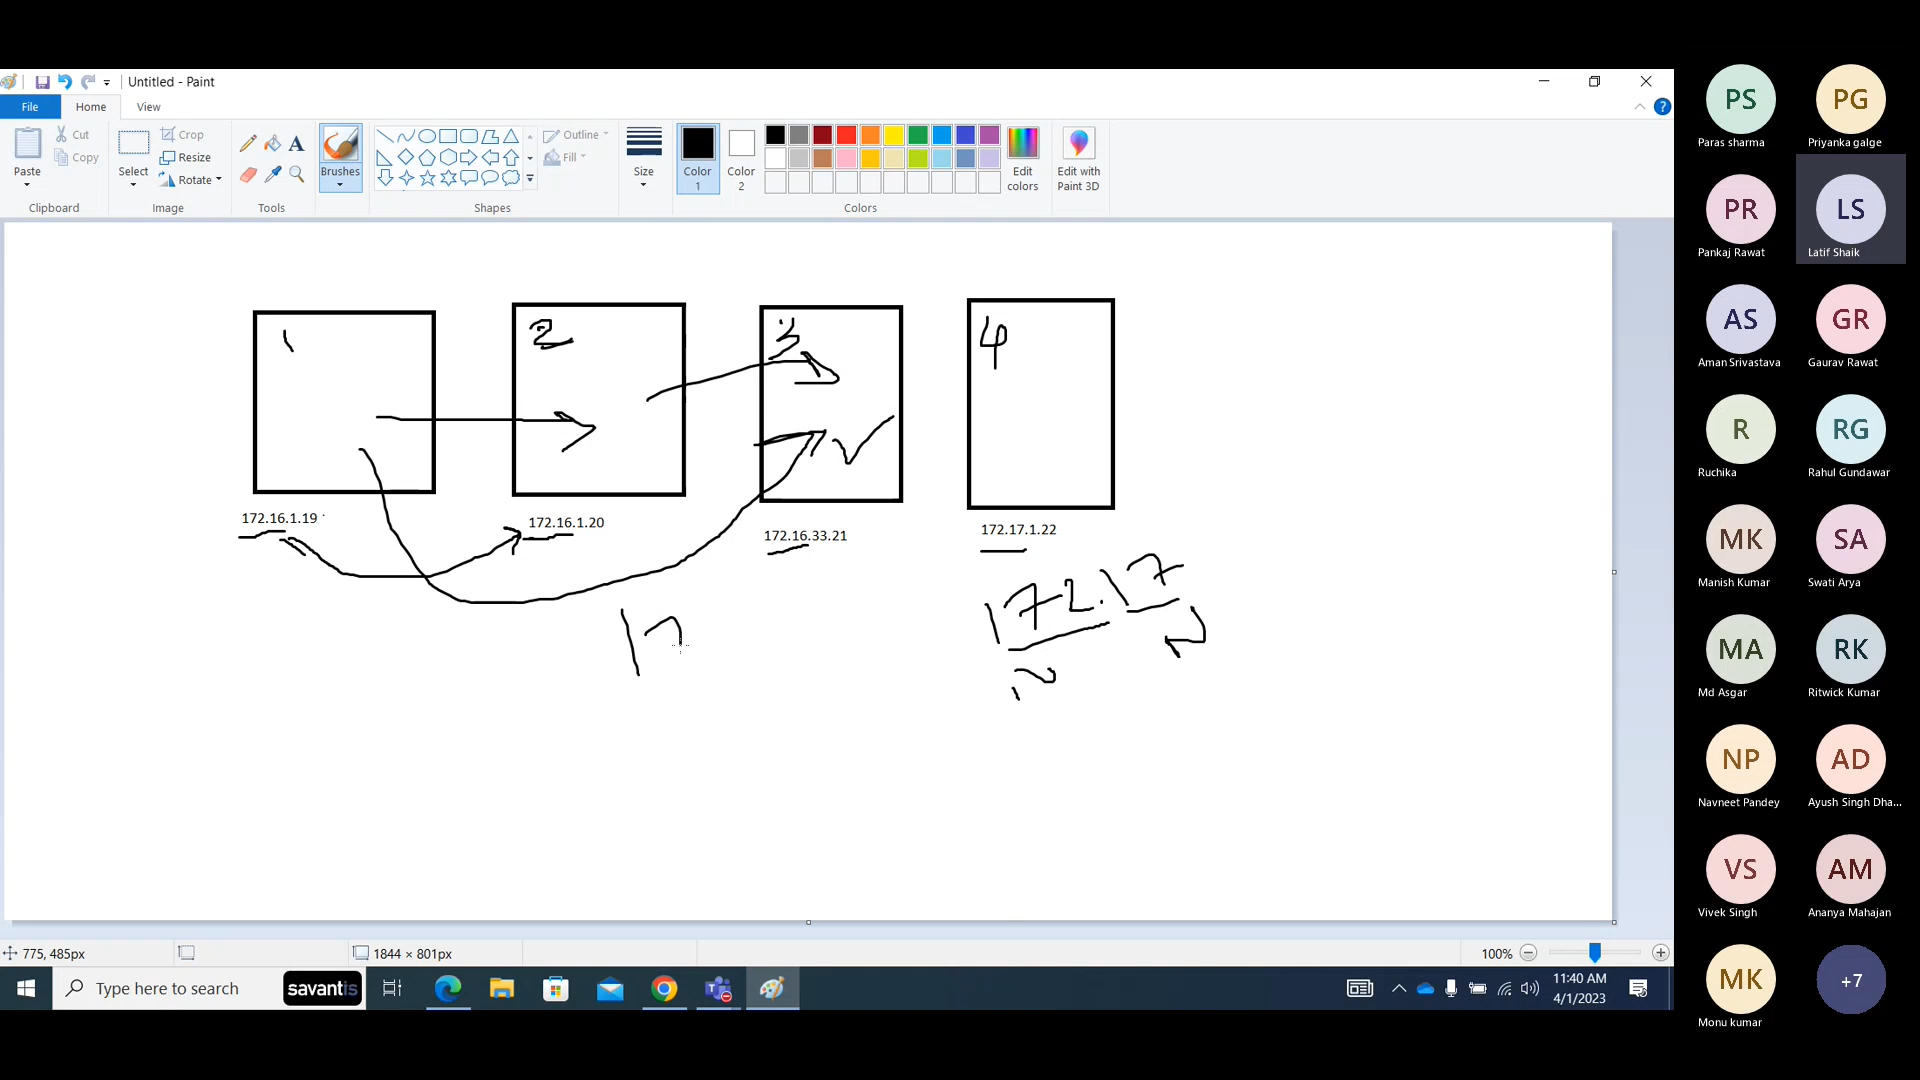 Untitled - Paint
File Home View
Paste Cut Copy Clipboard
Select Crop Resize Rotate Image
Tools
Brushes
Shapes Outline Fill
Size
Color 1 Color 2 Edit colors Edit with Paint 3D
Colors
1 2 3 4
172.16.1.19
172.16.1.20
172.16.33.21
172.17.1.22
172.17
775, 485px
1844 × 801px
100%
Type here to search
savantis
11:40 AM
4/1/2023
PS PG
Paras sharma Priyanka galge
PR LS
Pankaj Rawat Latif Shaik
AS GR
Aman Srivastava Gaurav Rawat
R RG
Ruchika Rahul Gundawar
MK SA
Manish Kumar Swati Arya
MA RK
Md Asgar Ritwick Kumar
NP AD
Navneet Pandey Ayush Singh Dha...
VS AM
Vivek Singh Ananya Mahajan
MK +7
Monu kumar